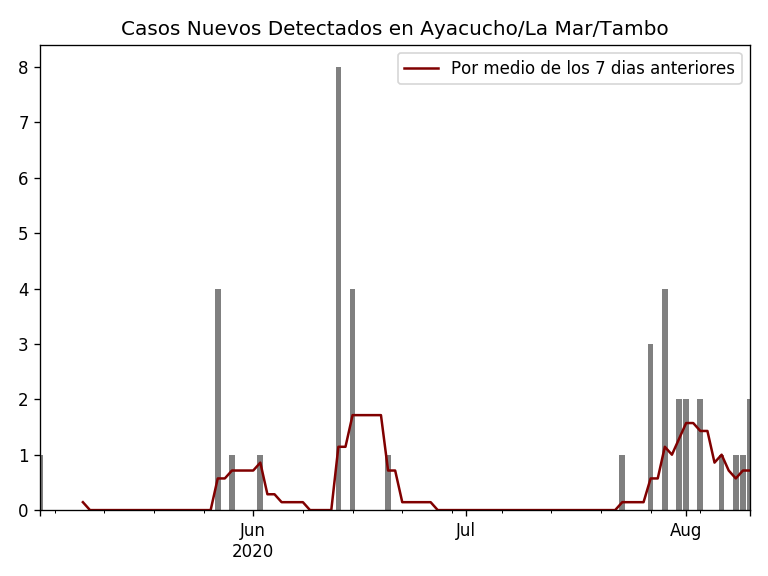 Casos Nuevos Detectados en Ayacucho/La Mar/Tambo
Por medio de los 7 dias anteriores
8
7
6
5
4
3
2
1
0
Jun
2020
Jul
Aug